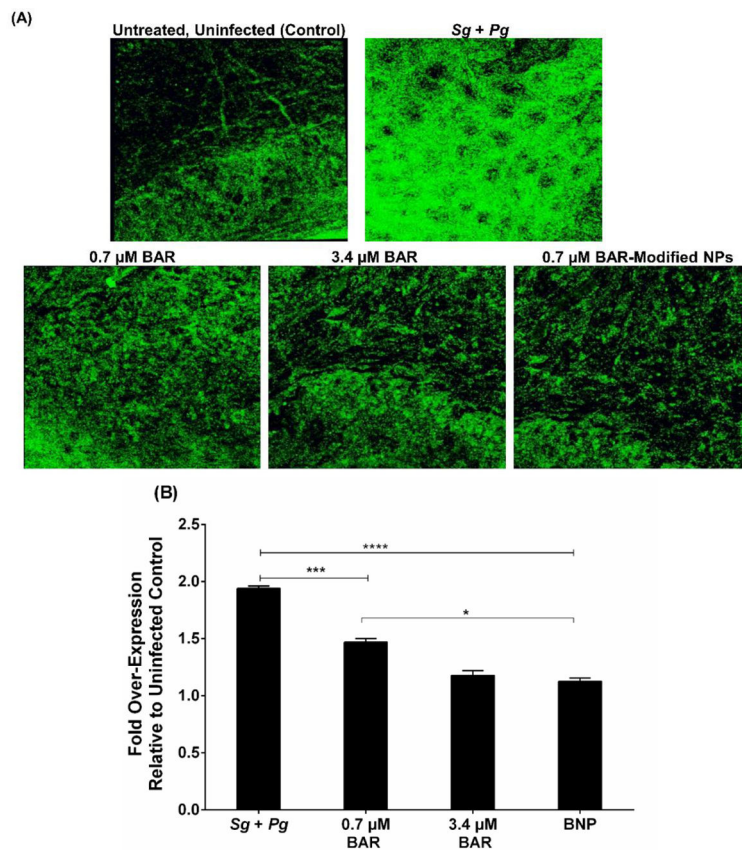 (A)
Untreated, Uninfected (Control)
Sg + Pg
0.7 µM BAR
3.4 µM BAR
0.7 µM BAR-Modified NPs
(B)
Fold Over-Expression
Relative to Uninfected Control
2.5
2.0
1.5
1.0
0.5
0.0
****
***
*
Sg + Pg
0.7 µM
BAR
3.4 µM
BAR
BNP